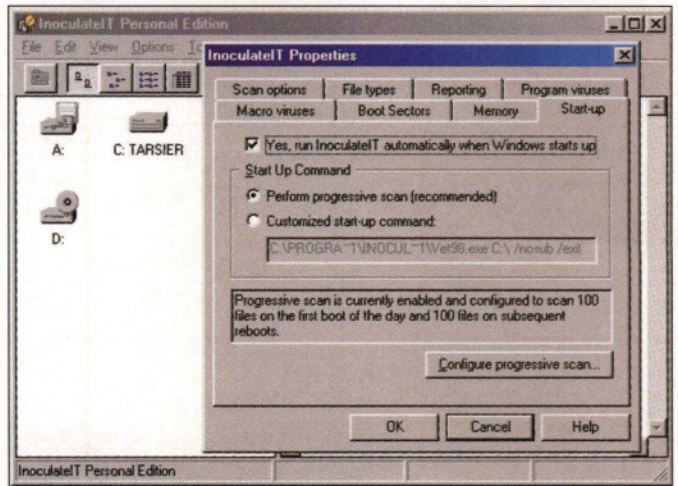 InoculateIT Personal Edition
File Edit View Options
InoculateIT Properties
Scan options File types Reporting Program viruses
Macro viruses Boot Sectors Memory Start-up
A:
C: TARSIER
D:
Yes, run InoculateIT automatically when Windows starts up
Start Up Command
Perform progressive scan (recommended)
Customized start-up command:
C:\PROGRA~1\INOCUL~1\Vet98.exe C:\ /nosub /exit
Progressive scan is currently enabled and configured to scan 100
files on the first boot of the day and 100 files on subsequent
reboots.
Configure progressive scan...
OK Cancel Help
InoculateIT Personal Edition